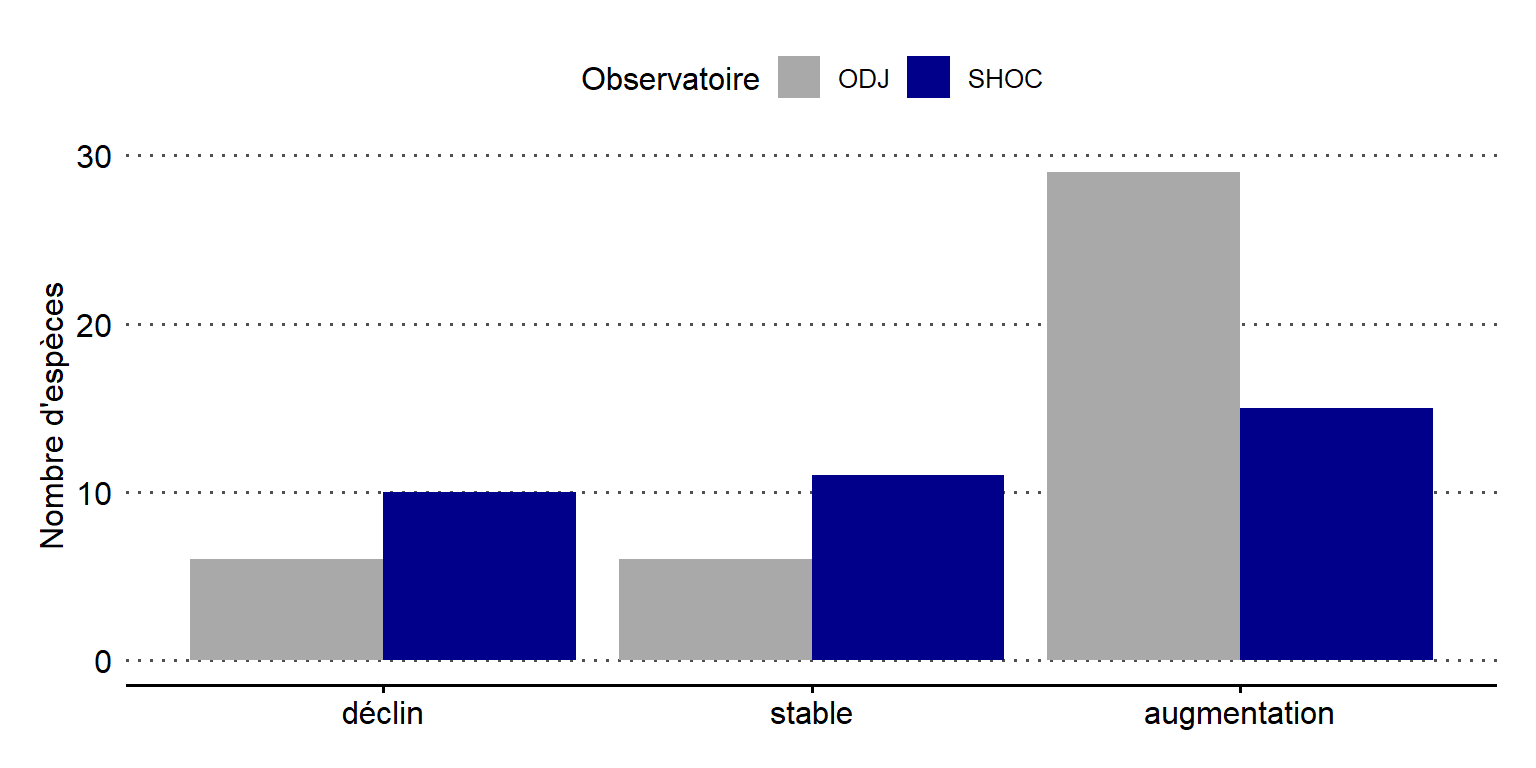 Observatoire ODJ SHOC
30
20
10
0
Nombre d'espèces
déclin stable augmentation